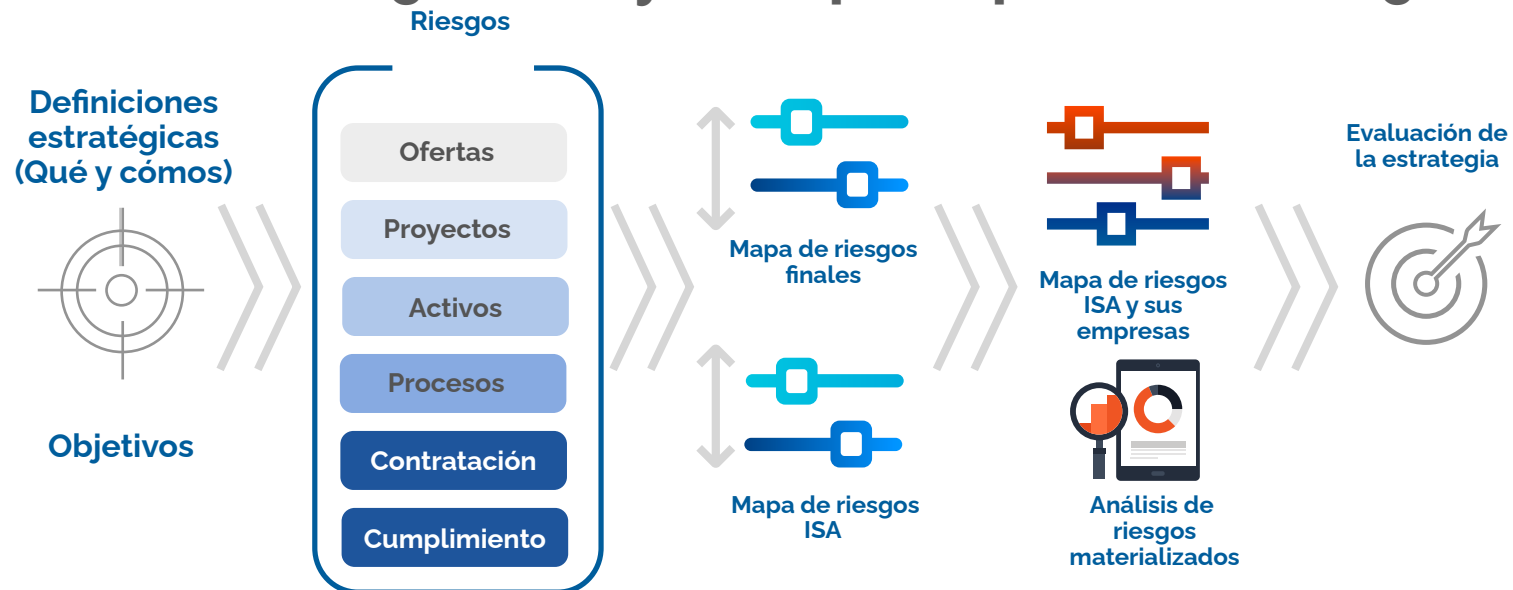 Riesgos
Definiciones
estratégicas
(Qué y cómos)
Objetivos
Ofertas
Proyectos
Activos
Procesos
Contratación
Cumplimiento
Mapa de riesgos
finales
Mapa de riesgos
ISA
Mapa de riesgos
ISA y sus
empresas
Análisis de
riesgos
materializados
Evaluación de
la estrategia